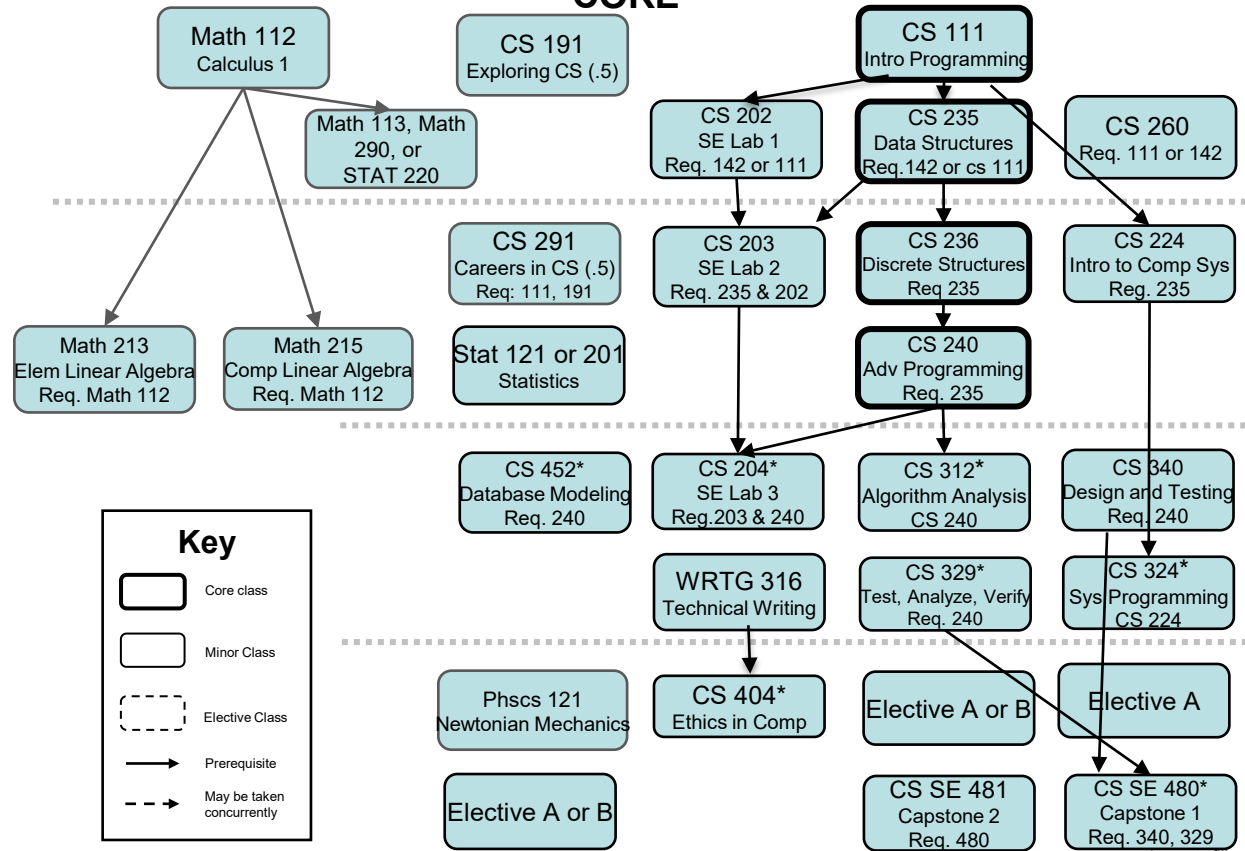 CORE
Math 112
Calculus 1
CS 191
Exploring CS (.5)
CS 111
Intro Programming
Math 113, Math
290, or
STAT 220
CS 202
SE Lab 1
Req. 142 or 111
CS 235
Data Structures
Req.142 or cs 111
CS 260
Req. 111 or 142
CS 291
Careers in CS (.5)
Req: 111, 191
CS 203
SE Lab 2
Req. 235 & 202
CS 236
Discrete Structures
Req 235
CS 224
Intro to Comp Sys
Reg. 235
Math 213
Elem Linear Algebra
Req. Math 112
Math 215
Comp Linear Algebra
Req. Math 112
Stat 121 or 201
Statistics
CS 240
Adv Programming
Req. 235
CS 452*
Database Modeling
Req. 240
CS 204*
SE Lab 3
Reg.203 & 240
CS 312*
Algorithm Analysis
CS 240
CS 340
Design and Testing
Req. 240
WRTG 316
Technical Writing
CS 329*
Test, Analyze, Verify
Req. 240
CS 324*
Sys Programming
CS 224
Phscs 121
Newtonian Mechanics
CS 404*
Ethics in Comp
Elective A or B
Elective A
Elective A or B
CS SE 481
Capstone 2
Req. 480
CS SE 480*
Capstone 1
Req. 340, 329
Key
Core class
Minor Class
Elective Class
Prerequisite
May be taken
concurrently